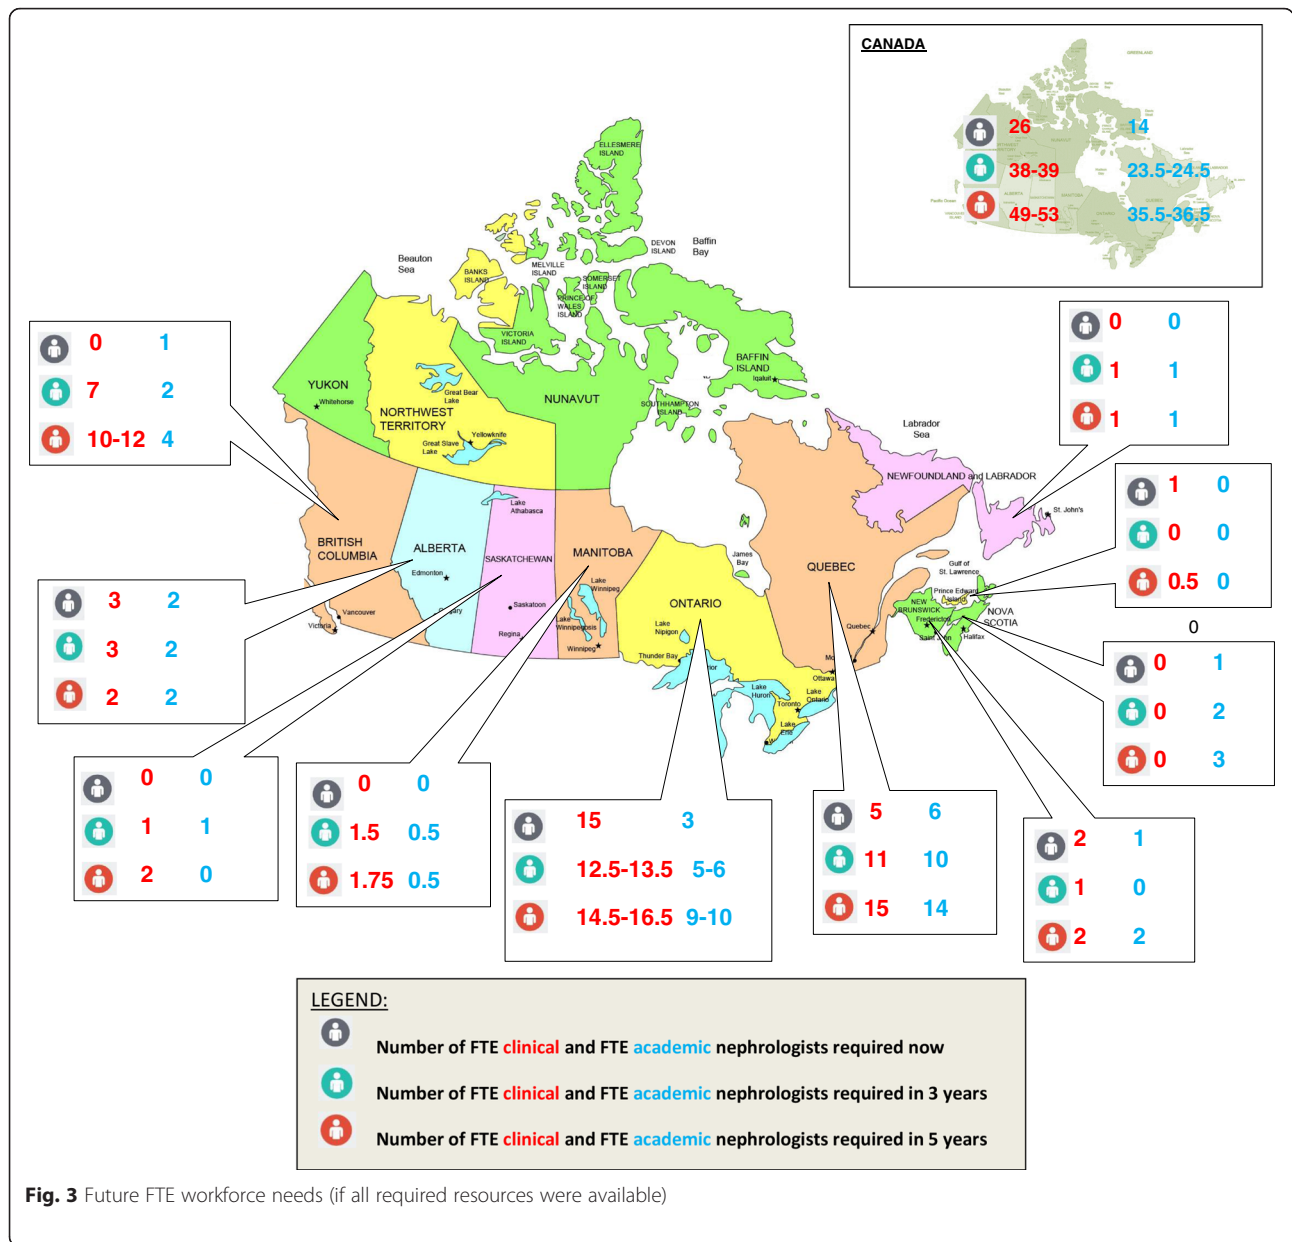 CANADA
GREENLAND
26 14
38-39 23.5-24.5
49-53 35.5-36.5
Pacific Ocean
ELLESMERE
ISLAND
DEVON
ISLAND
Baffin
Bay
Beauton
Sea
BANKS
ISLAND
MELVILLE
ISLAND
SOMERSET
ISLAND
PRINCE OF
WALES
ISLAND
VICTORIA
ISLAND
BAFFIN
ISLAND
Iqaluit
SOUTHHAMPTON
ISLAND
YUKON
Whitehorse
Great Bear
Lake
NORTHWEST
TERRITORY
Great Slave
Lake
Yellowknife
NUNAVUT
Labrador
Sea
NEWFOUNDLAND and LABRADOR
St. John's
0 1
7 2
10-12 4
0 0
1 1
1 1
1 0
0 0
0.5 0
BRITISH
COLUMBIA
Vancouver
Victoria
ALBERTA
Edmonton
Calgary
Lake
Athabasca
SASKATCHEWAN
Saskatoon
Regina
MANITOBA
Lake
Winnipeg
Lake
Winnipegosis
Winnipeg
ONTARIO
Lake
Nipigon
Thunder Bay
James
Bay
QUEBEC
Quebec
Mo
Ottawa
Lake
Huron
Lake
Ontario
Toronto
Lake
Erie
Gulf of
St. Lawrence
Prince Edward
Island
NEW
BRUNSWICK
Fredericton
Saint John
NOVA
SCOTIA
Halifax
0
3 2
3 2
2 2
0 1
0 2
0 3
0 0
1 1
2 0
0 0
1.5 0.5
1.75 0.5
15 3
12.5-13.5 5-6
14.5-16.5 9-10
5 6
11 10
15 14
2 1
1 0
2 2
LEGEND:
Number of FTE clinical and FTE academic nephrologists required now
Number of FTE clinical and FTE academic nephrologists required in 3 years
Number of FTE clinical and FTE academic nephrologists required in 5 years
Fig. 3 Future FTE workforce needs (if all required resources were available)